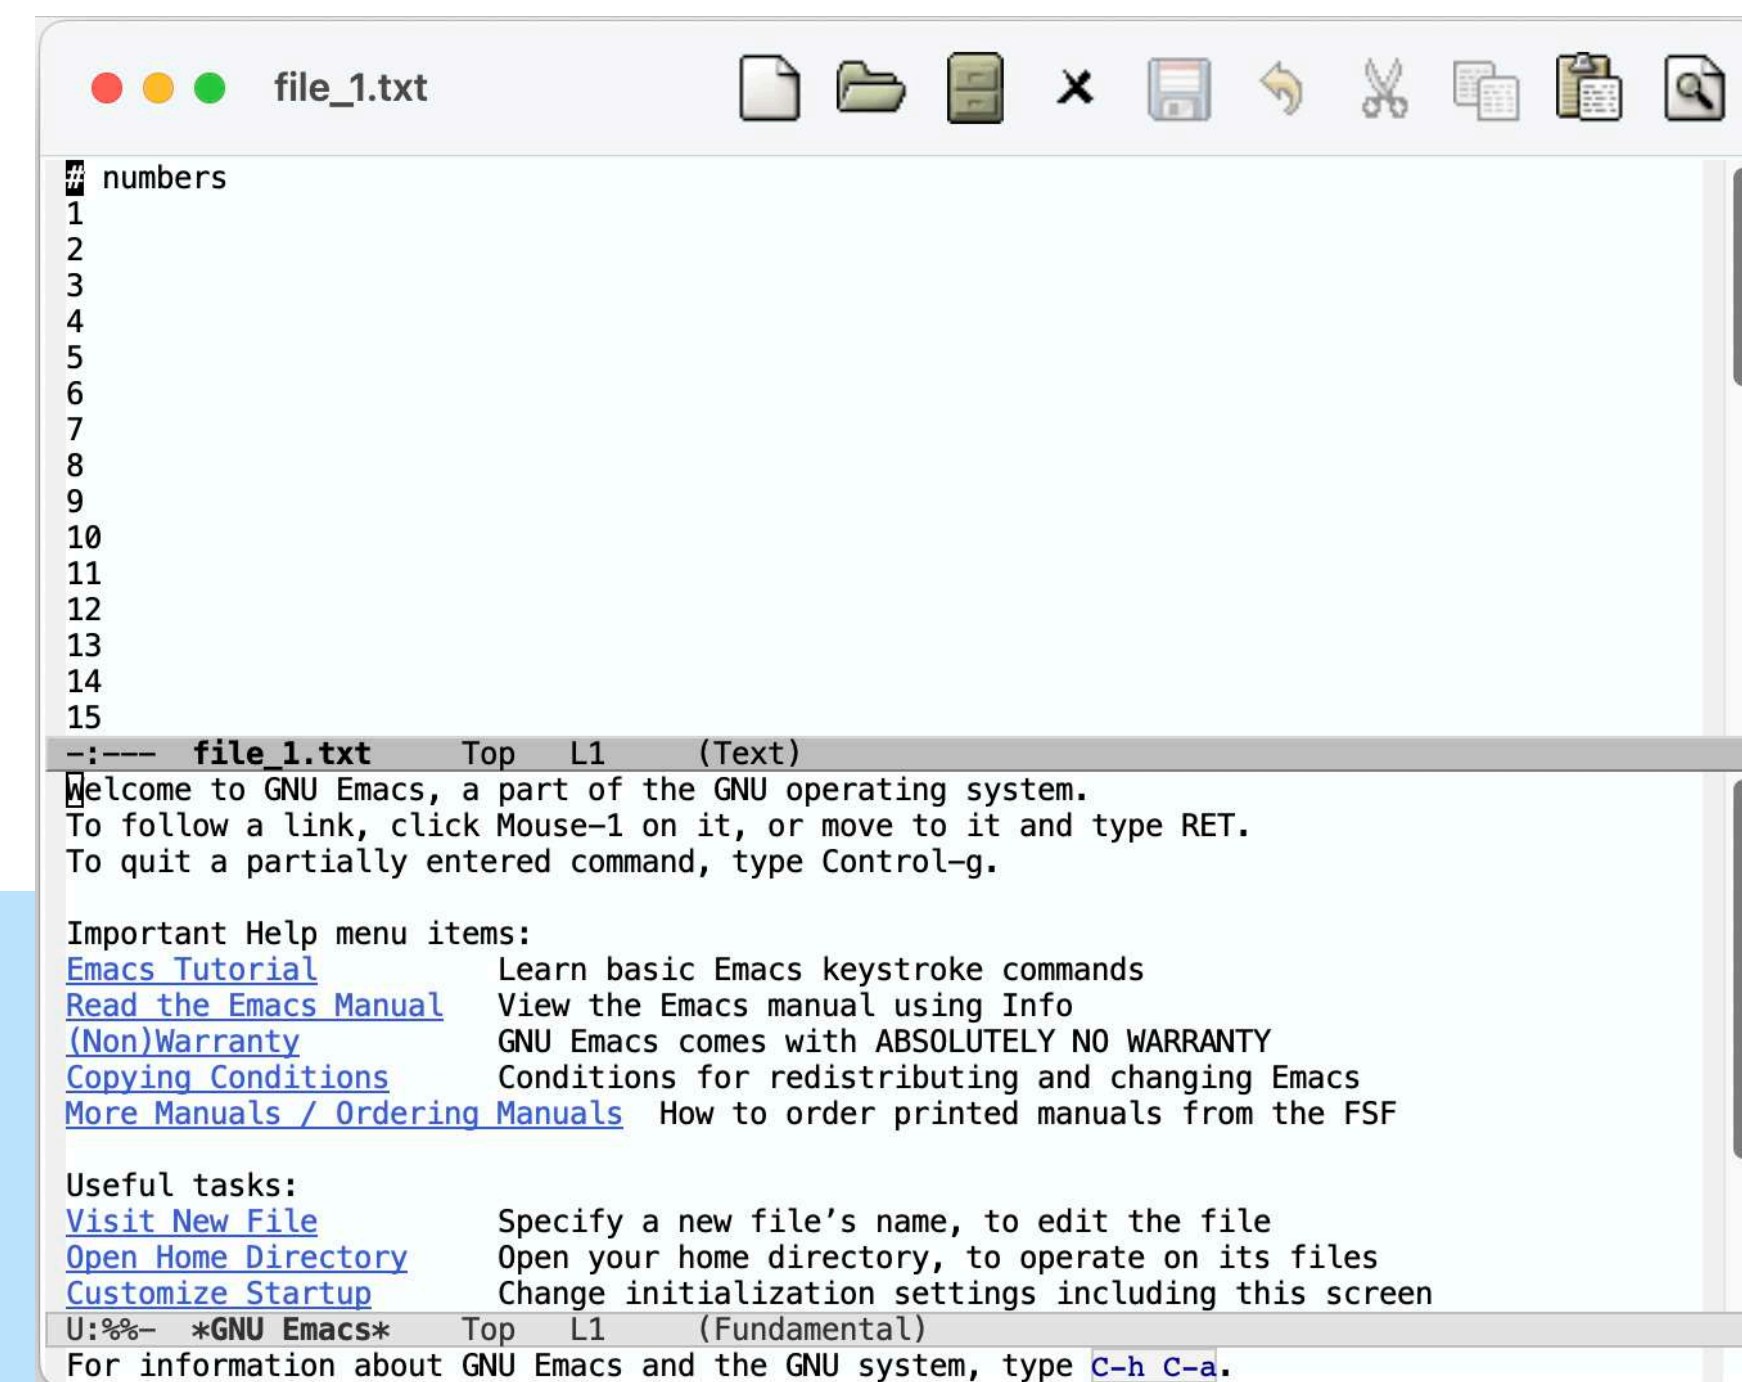 file_1.txt
# numbers
1
2
3
4
5
6
7
8
9
10
11
12
13
14
15
-:---  file_1.txt     Top   L1     (Text)
Welcome to GNU Emacs, a part of the GNU operating system.
To follow a link, click Mouse-1 on it, or move to it and type RET.
To quit a partially entered command, type Control-g.
Important Help menu items:
Emacs Tutorial          Learn basic Emacs keystroke commands
Read the Emacs Manual   View the Emacs manual using Info
(Non)Warranty           GNU Emacs comes with ABSOLUTELY NO WARRANTY
Copying Conditions      Conditions for redistributing and changing Emacs
More Manuals / Ordering Manuals  How to order printed manuals from the FSF
Useful tasks:
Visit New File          Specify a new file’s name, to edit the file
Open Home Directory     Open your home directory, to operate on its files
Customize Startup       Change initialization settings including this screen
U:%%-  *GNU Emacs*    Top   L1     (Fundamental)
For information about GNU Emacs and the GNU system, type C-h C-a.